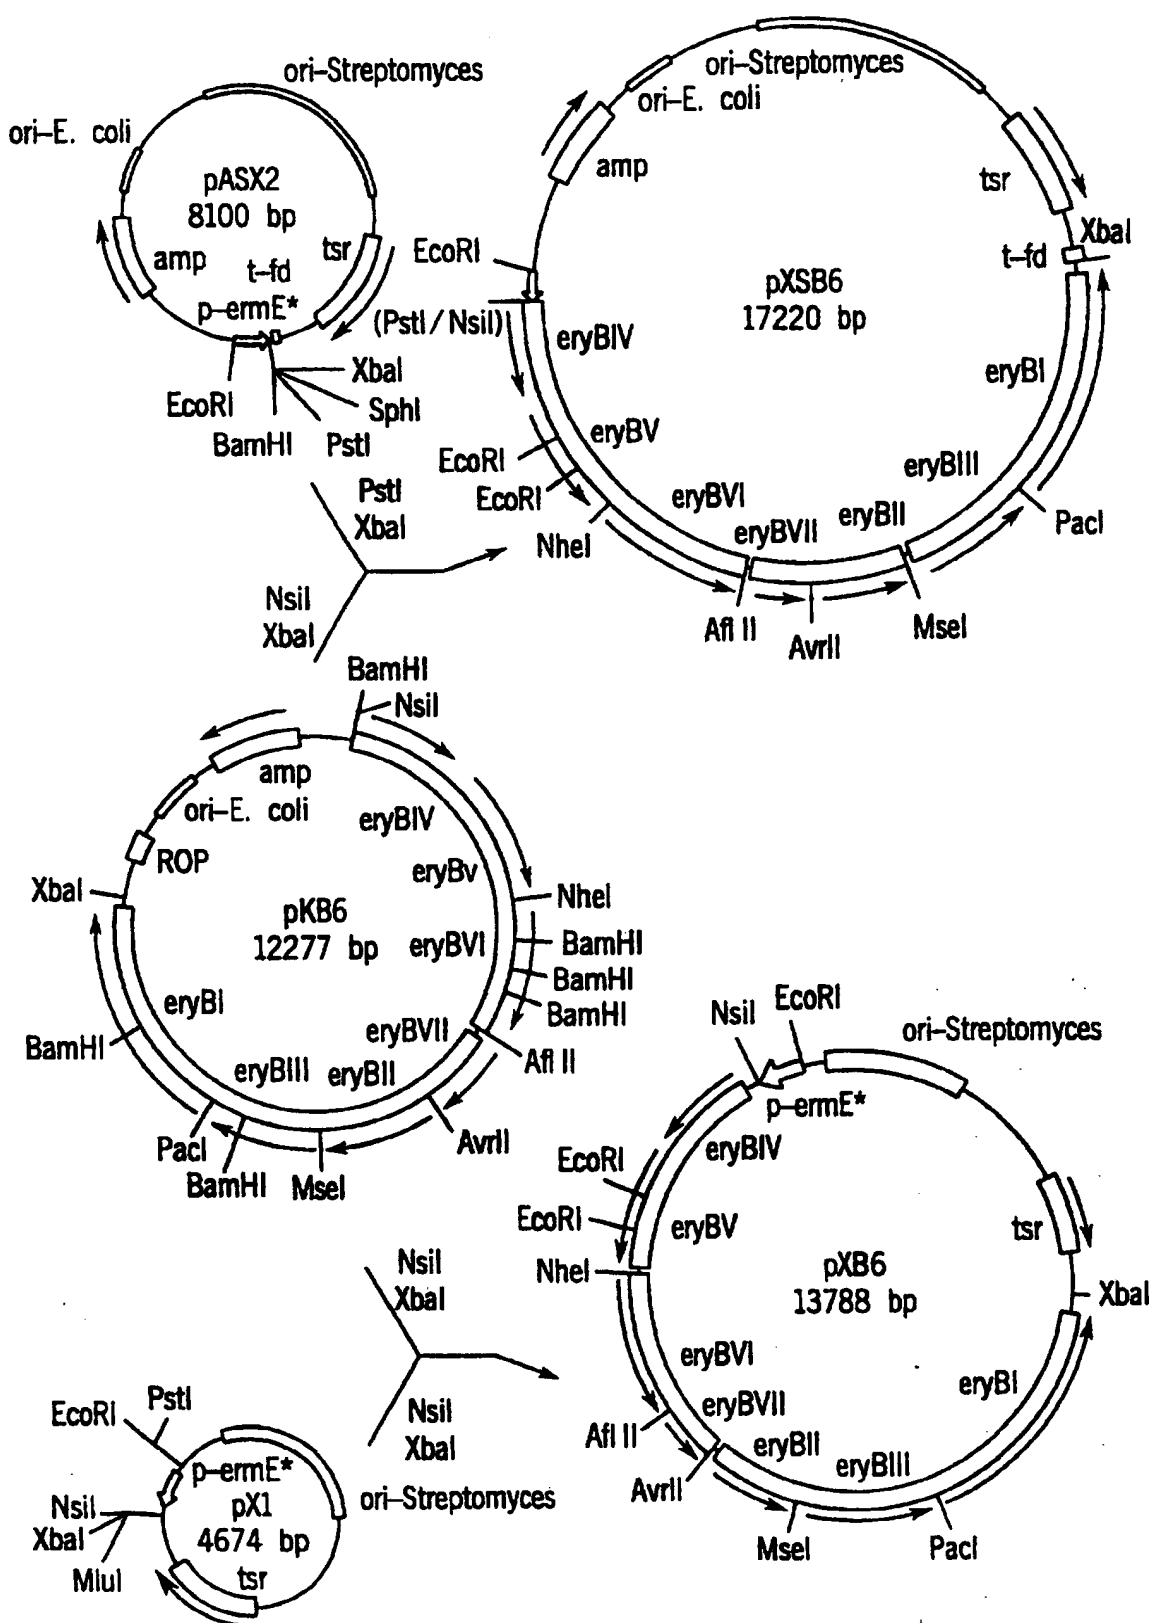 ori–Streptomyces
ori–E. coli
pASX2
8100 bp
amp
tsr
t–fd
p–ermE*
EcoRI
BamHI
PstI
SphI
XbaI
ori–Streptomyces
ori–E. coli
amp
tsr
XbaI
t–fd
EcoRI
pXSB6
17220 bp
(PstI/NsiI)
eryBIV
eryBI
eryBV
EcoRI
EcoRI
eryBIII
eryBVI
eryBII
eryBVII
NheI
PacI
Afl II
AvrII
MseI
PstI
XbaI
NsiI
XbaI
BamHI
NsiI
amp
ori–E. coli
eryBIV
ROP
eryBv
XbaI
NheI
pKB6
12277 bp
eryBVI
BamHI
BamHI
BamHI
eryBI
eryBVII
BamHI
eryBIII
eryBII
Afl II
PacI
BamHI
MseI
AvrII
NsiI
EcoRI
ori–Streptomyces
p–ermE*
eryBIV
EcoRI
EcoRI
eryBV
tsr
NheI
pXB6
13788 bp
XbaI
eryBVI
eryBI
eryBVII
Afl II
eryBII
eryBIII
AvrII
MseI
PacI
NsiI
XbaI
NsiI
XbaI
PstI
EcoRI
p–ermE*
ori–Streptomyces
NsiI
pX1
XbaI
4674 bp
MluI
tsr